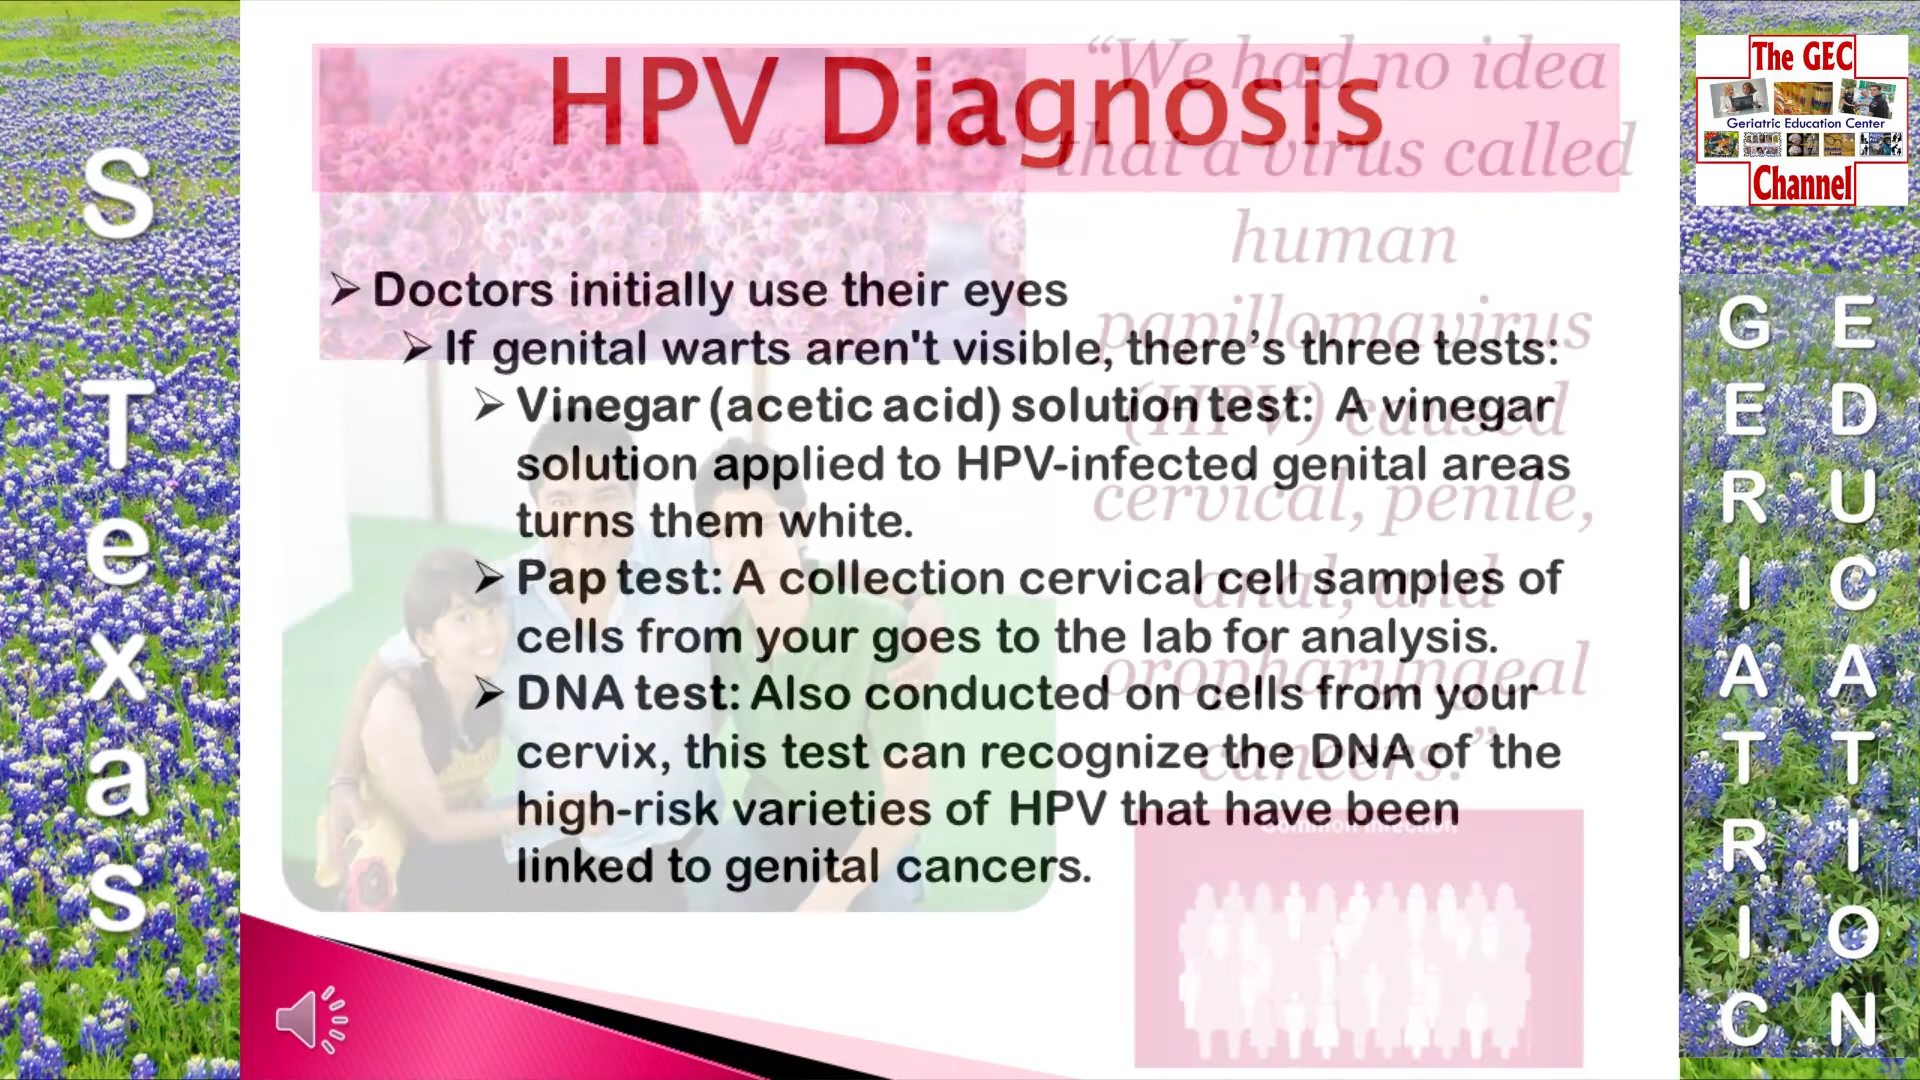 HPV Diagnosis
Doctors initially use their eyes
If genital warts aren't visible, there's three tests:
Vinegar (acetic acid) solution test: A vinegar
solution applied to HPV-infected genital areas
turns them white.
Pap test: A collection cervical cell samples of
cells from your goes to the lab for analysis.
DNA test: Also conducted on cells from your
cervix, this test can recognize the DNA of the
high-risk varieties of HPV that have been
linked to genital cancers.
“We had no idea
that a virus called
human
papillomavirus
(HPV) caused
cervical, penile,
anal, and
oropharyngeal
cancers.”
Common Infection
S Texas
GERIATRIC
EDUCATION
The GEC
Geriatric Education Center
Channel